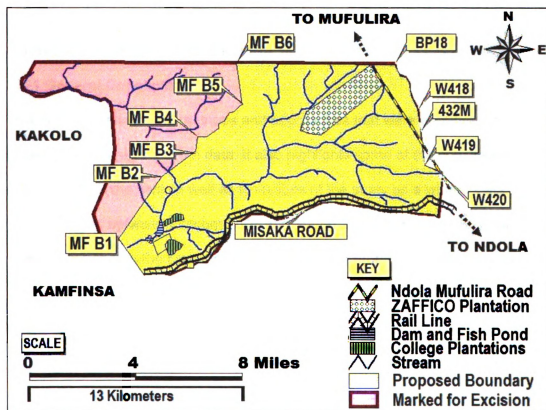 TO MUFULIRA
N
W E
S
MF B6
BP18
MF B5
W418
MF B4
432M
KAKOLO
MF B3
W419
MF B2
W420
MF B1
MISAKA ROAD
TO NDOLA
KAMFINSA
KEY
Ndola Mufulira Road
ZAFFICO Plantation
Rail Line
Dam and Fish Pond
College Plantations
Stream
Proposed Boundary
Marked for Excision
SCALE
0 4 8 Miles
13 Kilometers